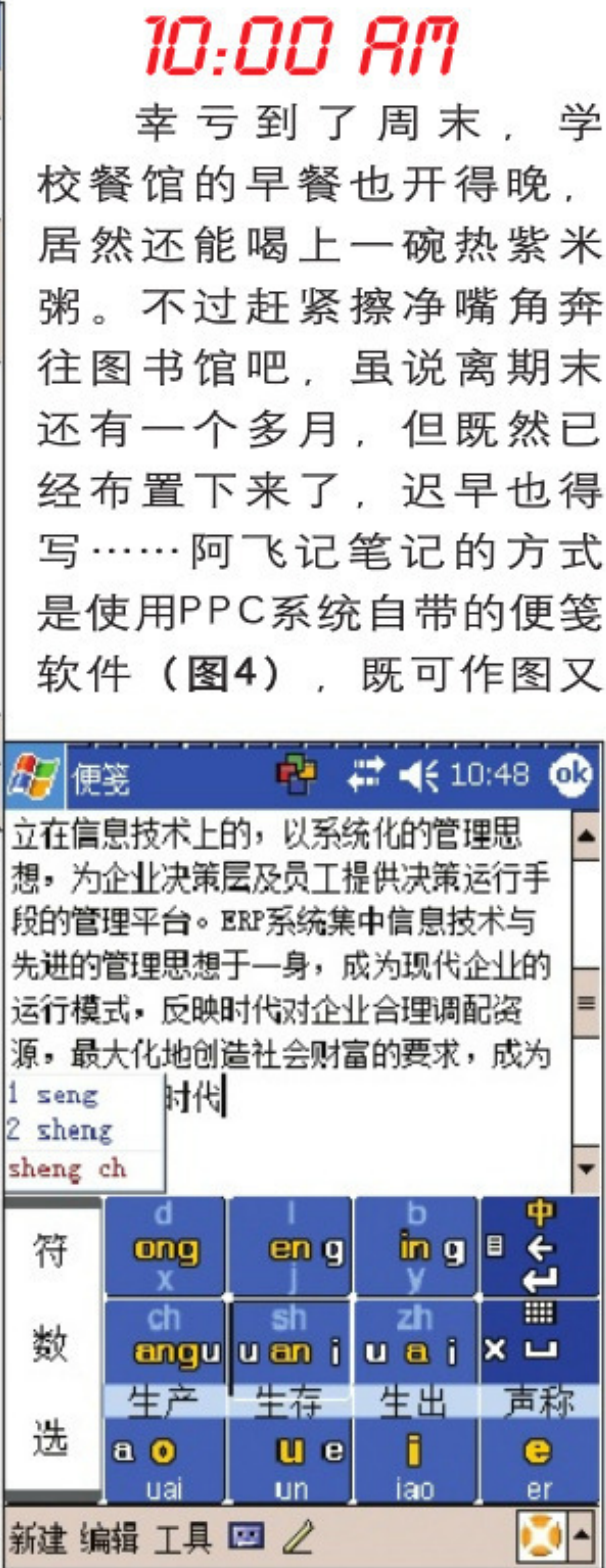 10:00 AM
幸亏到了周末，学
校餐馆的早餐也开得晚，
居然还能喝上一碗热紫米
粥。不过赶紧擦净嘴角奔
往图书馆吧，虽说离期末
还有一个多月，但既然已
经布置下来了，迟早也得
写……阿飞记笔记的方式
是使用PPC系统自带的便笺
软件（图4），既可作图又
便笺 10:48 ok
立在信息技术上的，以系统化的管理思
想，为企业决策层及员工提供决策运行手
段的管理平台。ERP系统集中信息技术与
先进的管理思想于一身，成为现代企业的
运行模式，反映时代对企业合理调配资
源，最大化地创造社会财富的要求，成为
1 seng 时代
2 sheng
sheng ch
d l b 中
符 ong en g in g
x j y
ch sh zh
数 ang u u an i u a i x
生产 生存 生出 声称
选 a o u e i e
uai un iao er
新建 编辑 工具